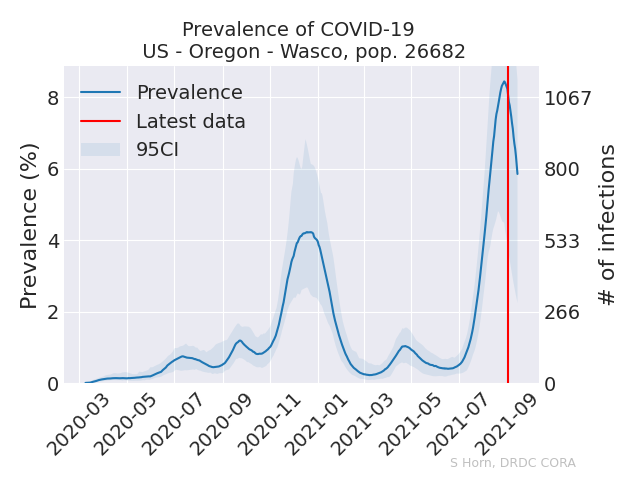 Prevalence of COVID-19
US - Oregon - Wasco, pop. 26682
Prevalence
Latest data
95CI
Prevalence (%)
8
6
4
2
0
1067
800
533
266
0
# of infections
2020-03
2020-05
2020-07
2020-09
2020-11
2021-01
2021-03
2021-05
2021-07
2021-09
S Horn, DRDC CORA